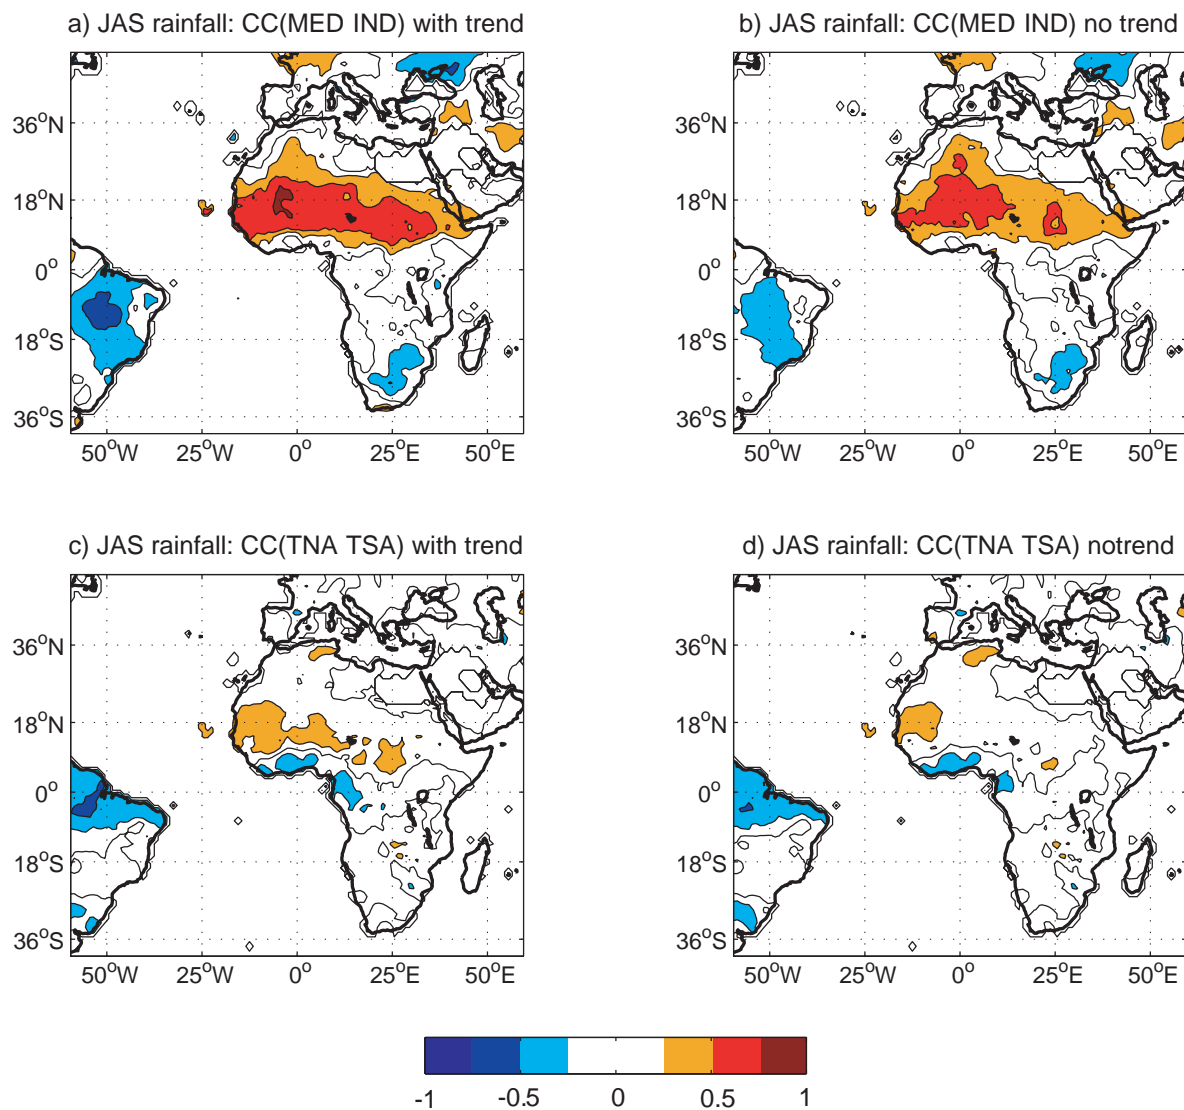 a) JAS rainfall: CC(MED IND) with trend
36°N
18°N
0°
18°S
36°S
50°W 25°W 0° 25°E 50°E
b) JAS rainfall: CC(MED IND) no trend
36°N
18°N
0°
18°S
36°S
50°W 25°W 0° 25°E 50°E
c) JAS rainfall: CC(TNA TSA) with trend
36°N
18°N
0°
18°S
36°S
50°W 25°W 0° 25°E 50°E
d) JAS rainfall: CC(TNA TSA) notrend
36°N
18°N
0°
18°S
36°S
50°W 25°W 0° 25°E 50°E
-1 -0.5 0 0.5 1